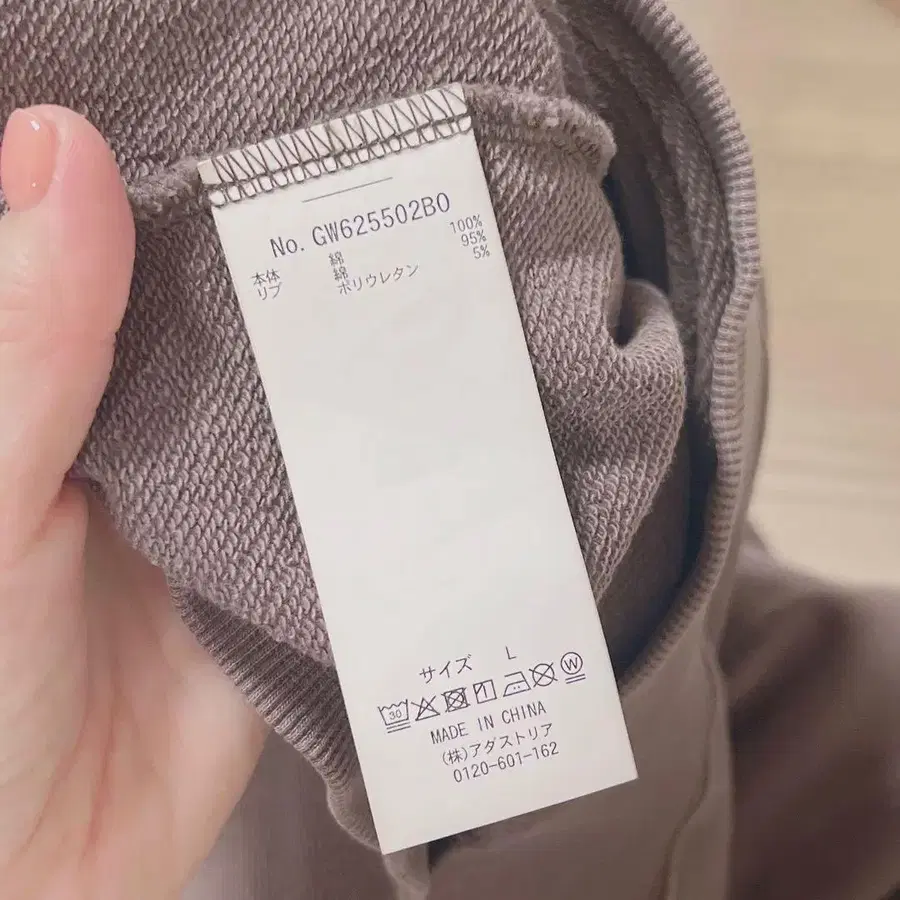 No. GW625502B0
本体 綿 100%
リブ 綿 95%
ポリウレタン 5%
サイズ L
30 W
MADE IN CHINA
(株)アダストリア
0120-601-162